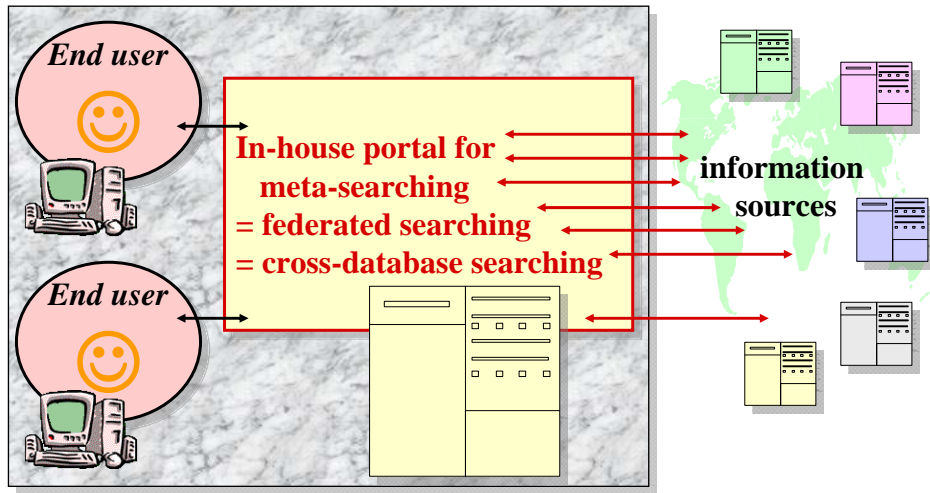 End user
In-house portal for
meta-searching
= federated searching
= cross-database searching
information
sources
End user